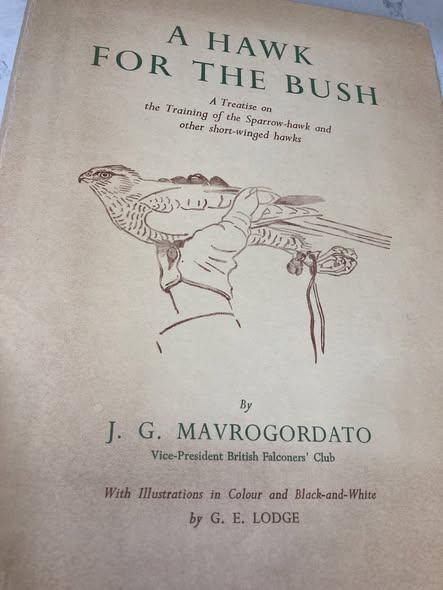 A HAWK
FOR THE BUSH
A Treatise on
the Training of the Sparrow-hawk and
other short-winged hawks
By
J. G. MAVROGORDATO
Vice-President British Falconers' Club
With Illustrations in Colour and Black-and-White
by G. E. LODGE